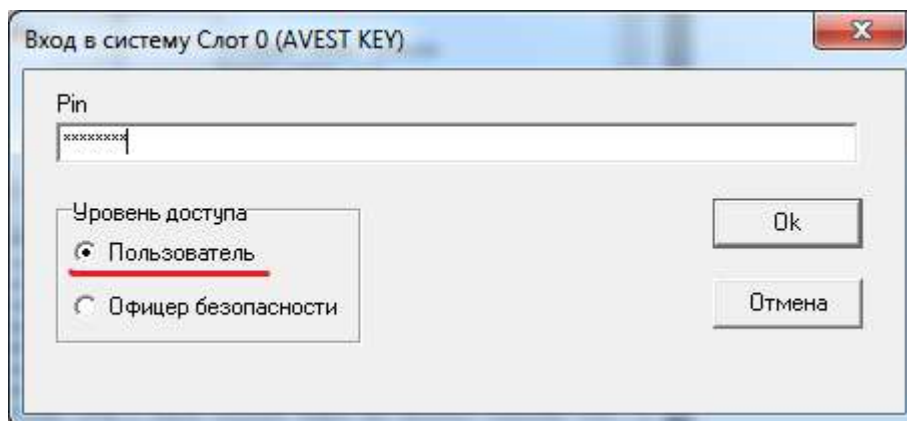 Вход в систему Слот 0 (AVEST KEY)
Pin
××××××××
Уровень доступа
Пользователь
Ok
Офицер безопасности
Отмена